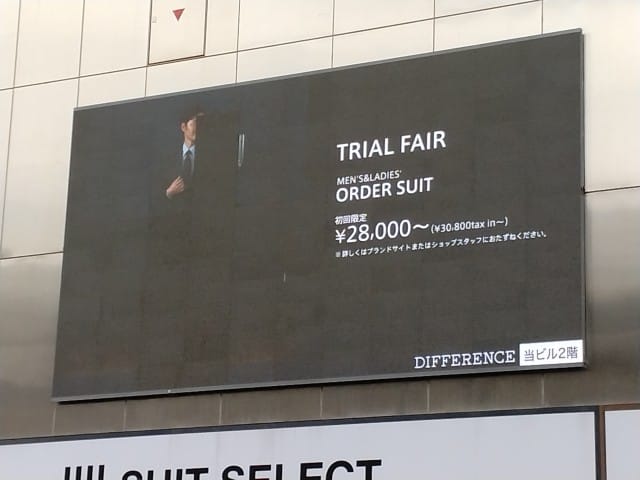 TRIAL FAIR
MEN'S&LADIES'
ORDER SUIT
初回限定
¥28,000～(¥30,800tax in～)
※詳しくはブランドサイトまたはショップスタッフにおたずねください。
DIFFERENCE 当ビル2階
SUIT SELECT